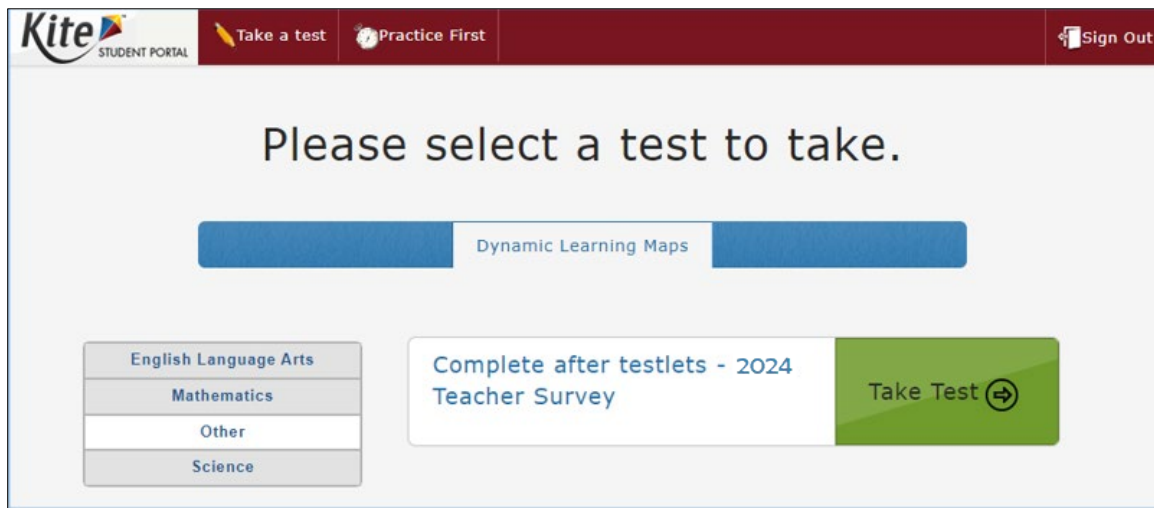 Kite
STUDENT PORTAL
Take a test
Practice First
Sign Out
Please select a test to take.
Dynamic Learning Maps
English Language Arts
Mathematics
Other
Science
Complete after testlets - 2024
Teacher Survey
Take Test